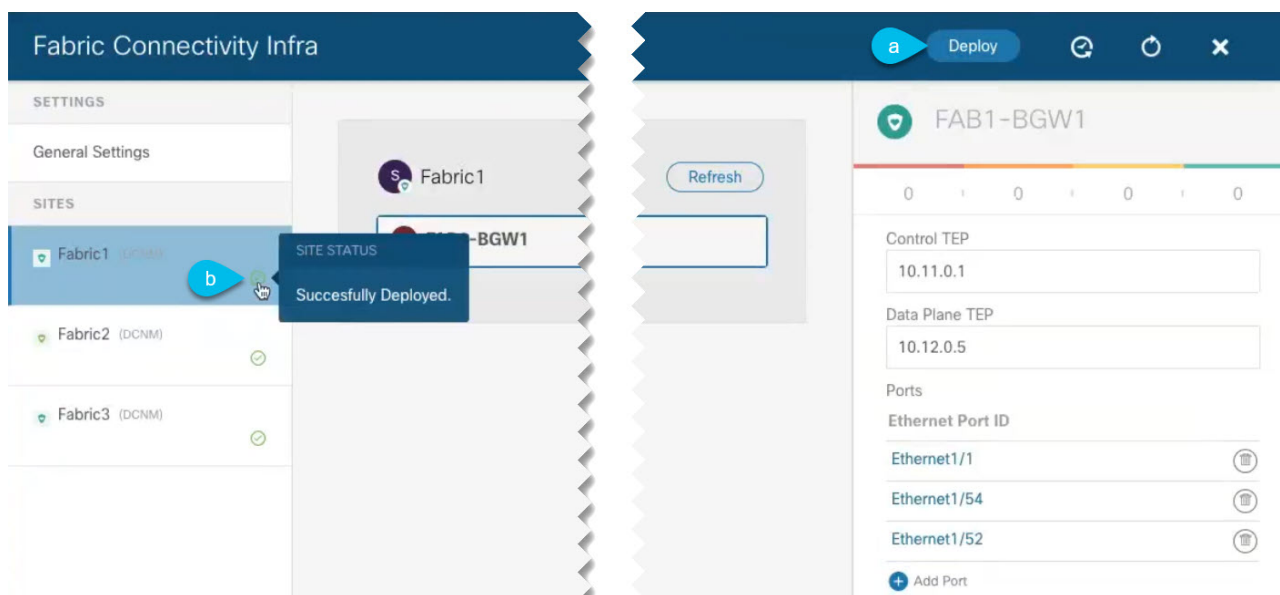 Fabric Connectivity Infra
a
Deploy
SETTINGS
General Settings
SITES
Fabric1 (DCNM)
b
Fabric2 (DCNM)
Fabric3 (DCNM)
S
Fabric1
Refresh
-BGW1
SITE STATUS
Succesfully Deployed.
FAB1-BGW1
0 0 0 0
Control TEP
10.11.0.1
Data Plane TEP
10.12.0.5
Ports
Ethernet Port ID
Ethernet1/1
Ethernet1/54
Ethernet1/52
Add Port